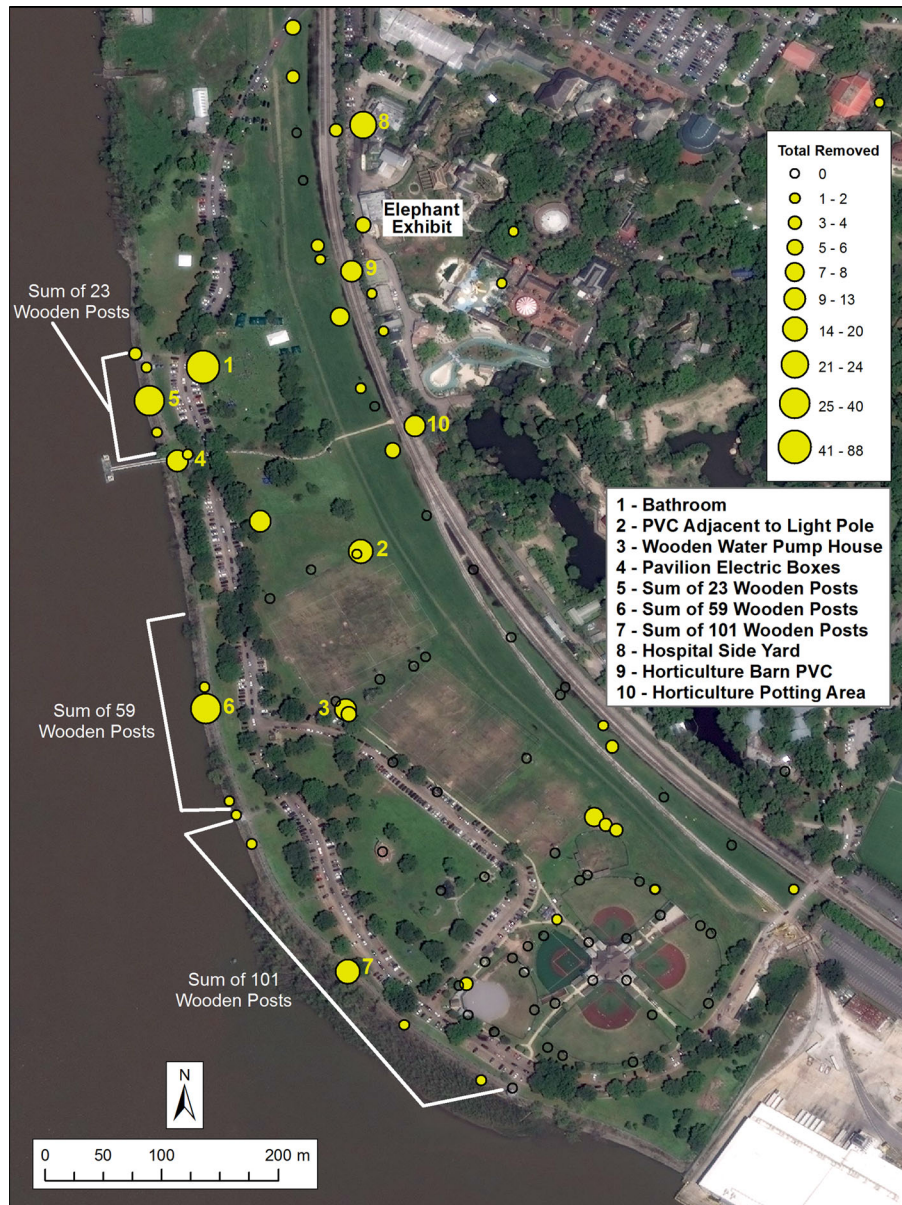 8
Elephant
Exhibit
9
Sum of 23
Wooden Posts
1
5
10
4
2
Sum of 59
Wooden Posts
6
3
Sum of 101
Wooden Posts
7
N
0 50 100 200 m
Total Removed
0
1 - 2
3 - 4
5 - 6
7 - 8
9 - 13
14 - 20
21 - 24
25 - 40
41 - 88
1 - Bathroom
2 - PVC Adjacent to Light Pole
3 - Wooden Water Pump House
4 - Pavilion Electric Boxes
5 - Sum of 23 Wooden Posts
6 - Sum of 59 Wooden Posts
7 - Sum of 101 Wooden Posts
8 - Hospital Side Yard
9 - Horticulture Barn PVC
10 - Horticulture Potting Area